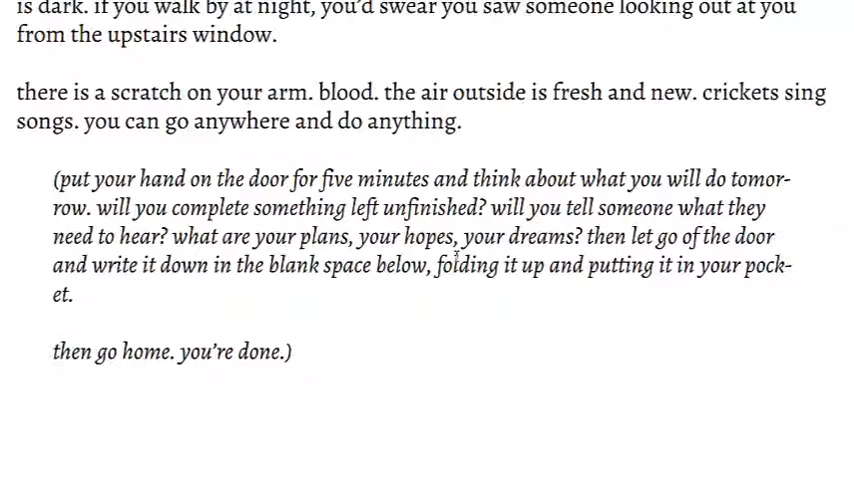 is dark. if you walk by at night, you'd swear you saw someone looking out at you
from the upstairs window.
there is a scratch on your arm. blood. the air outside is fresh and new. crickets sing
songs. you can go anywhere and do anything.
(put your hand on the door for five minutes and think about what you will do tomor-
row. will you complete something left unfinished? will you tell someone what they
need to hear? what are your plans, your hopes, your dreams? then let go of the door
and write it down in the blank space below, folding it up and putting it in your pock-
et.
then go home. you're done.)